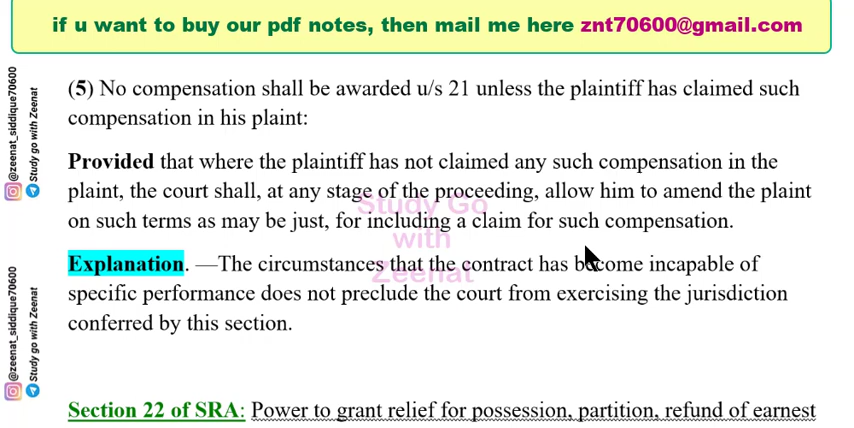 if u want to buy our pdf notes, then mail me here znt70600@gmail.com
(5) No compensation shall be awarded u/s 21 unless the plaintiff has claimed such
compensation in his plaint:
Provided that where the plaintiff has not claimed any such compensation in the
plaint, the court shall, at any stage of the proceeding, allow him to amend the plaint
on such terms as may be just, for including a claim for such compensation.
Explanation. —The circumstances that the contract has become incapable of
specific performance does not preclude the court from exercising the jurisdiction
conferred by this section.
Section 22 of SRA: Power to grant relief for possession, partition, refund of earnest
@zeenat_siddique70600
Study go with Zeenat
@zeenat_siddique70600
Study go with Zeenat
Study Go
with
Zeenat